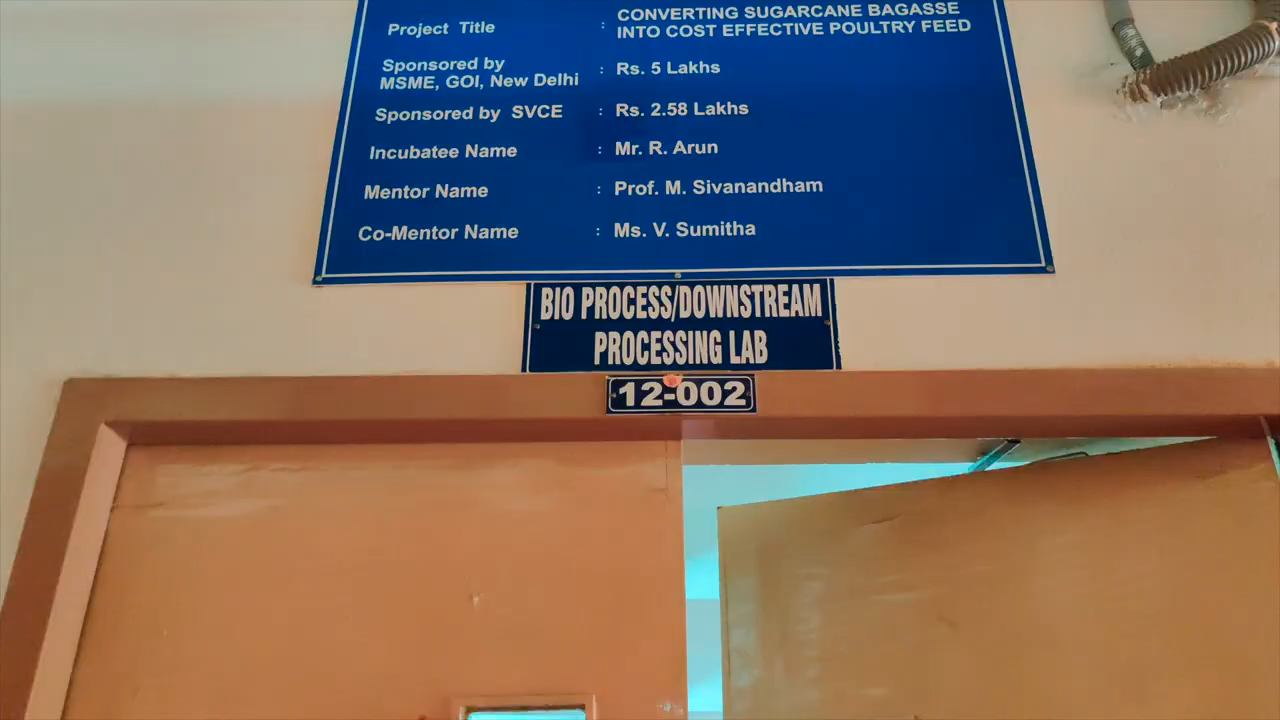 Project Title : CONVERTING SUGARCANE BAGASSE
INTO COST EFFECTIVE POULTRY FEED
Sponsored by
MSME, GOI, New Delhi : Rs. 5 Lakhs
Sponsored by SVCE : Rs. 2.58 Lakhs
Incubatee Name : Mr. R. Arun
Mentor Name : Prof. M. Sivanandham
Co-Mentor Name : Ms. V. Sumitha
BIO PROCESS/DOWNSTREAM
PROCESSING LAB
12-002